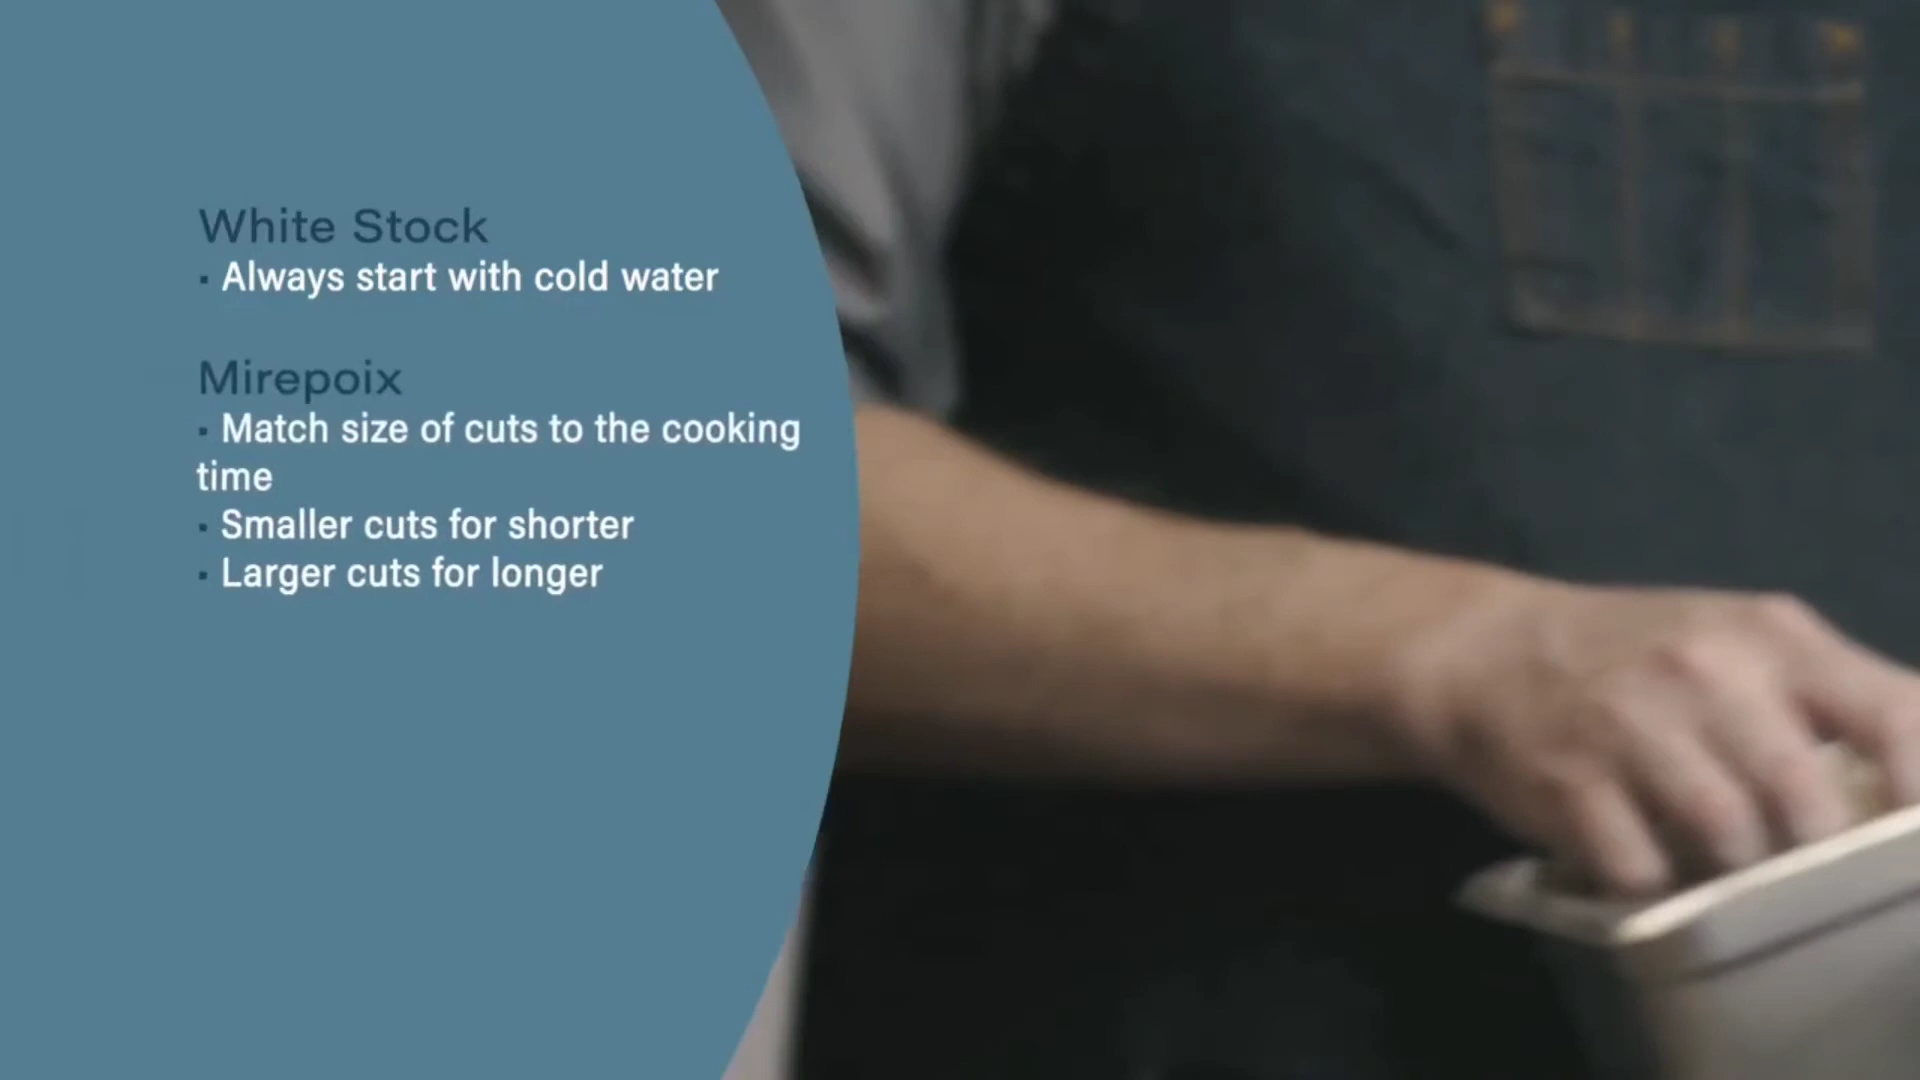 White Stock
· Always start with cold water
Mirepoix
· Match size of cuts to the cooking
time
· Smaller cuts for shorter
· Larger cuts for longer